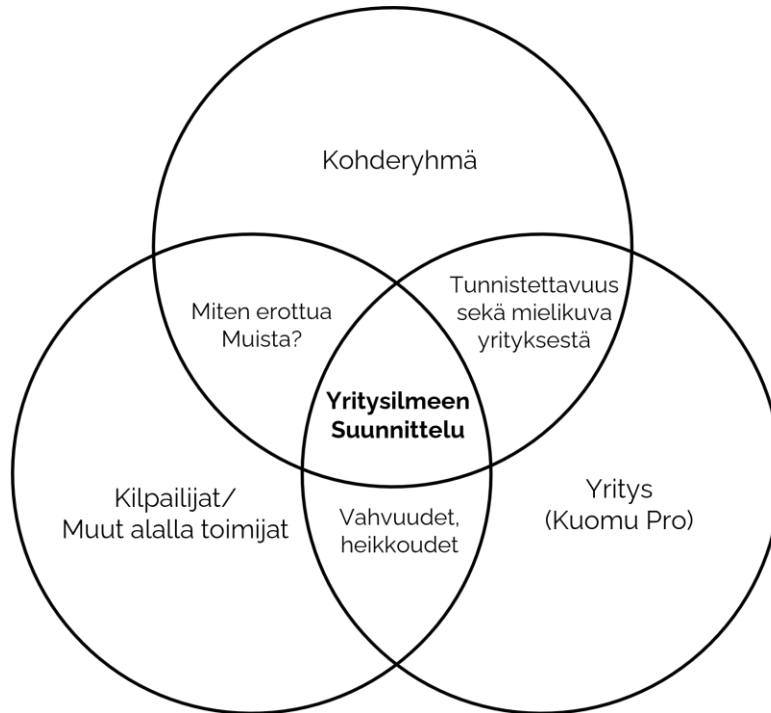 Kohderyhmä
Miten erottua
Muista?
Tunnistettavuus
sekä mielikuva
yrityksestä
Yritysilmeen
Suunnittelu
Kilpailijat/
Muut alalla toimijat
Vahvuudet,
heikkoudet
Yritys
(Kuomu Pro)